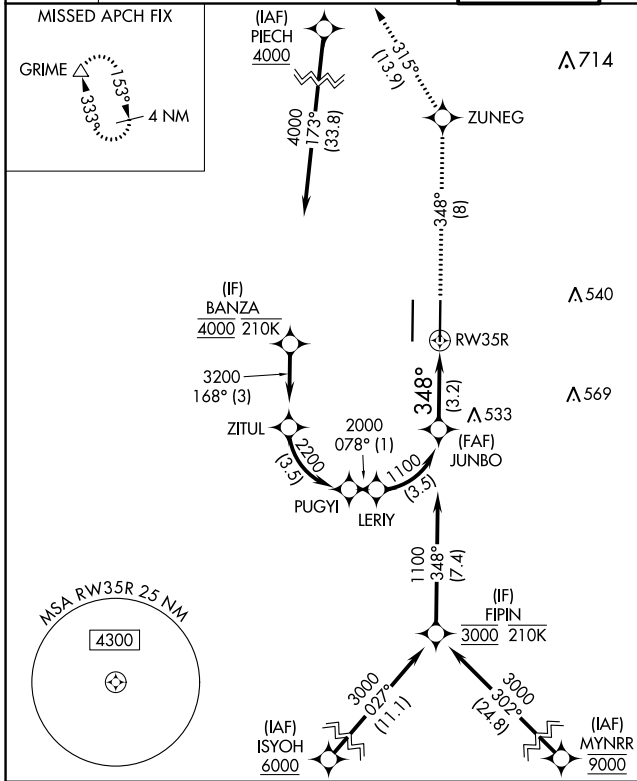 MISSED APCH FIX
GRIME
153°
333°
4 NM
(IAF)
PIECH
4000
4000
173°
(33.8)
315°
(13.9)
714
ZUNEG
348°
(8)
540
(IF)
BANZA
4000 210K
RW35R
3200
168° (3)
348°
(3.2)
569
533
ZITUL
2000
078° (1)
(FAF)
JUNBO
2200
(3.5)
1100
(3.5)
PUGYI
LERIY
1100
348°
(7.4)
MSA RW35R 25 NM
4300
(IF)
FIPIN
3000 210K
3000
027°
(11.1)
3000
302°
(24.8)
(IAF)
ISYOH
6000
(IAF)
MYNRR
9000